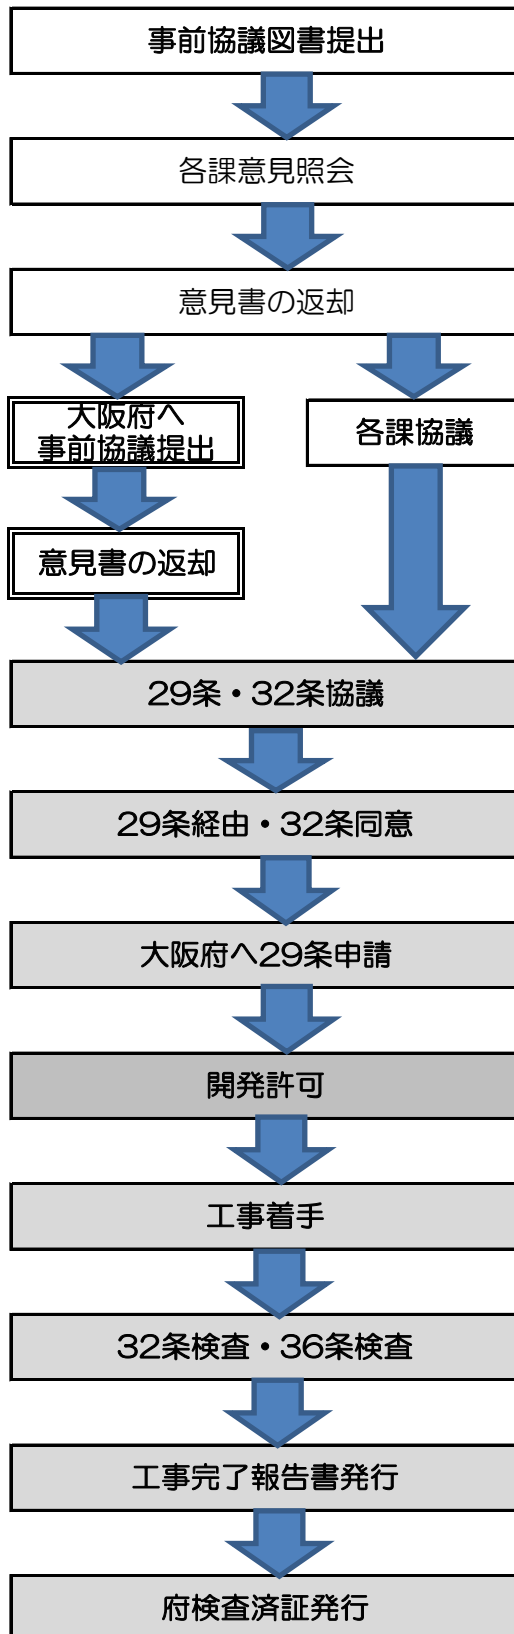 事前協議図書提出
各課意見照会
意見書の返却
大阪府へ
事前協議提出
各課協議
意見書の返却
29条・32条協議
29条経由・32条同意
大阪府へ29条申請
開発許可
工事着手
32条検査・36条検査
工事完了報告書発行
府検査済証発行